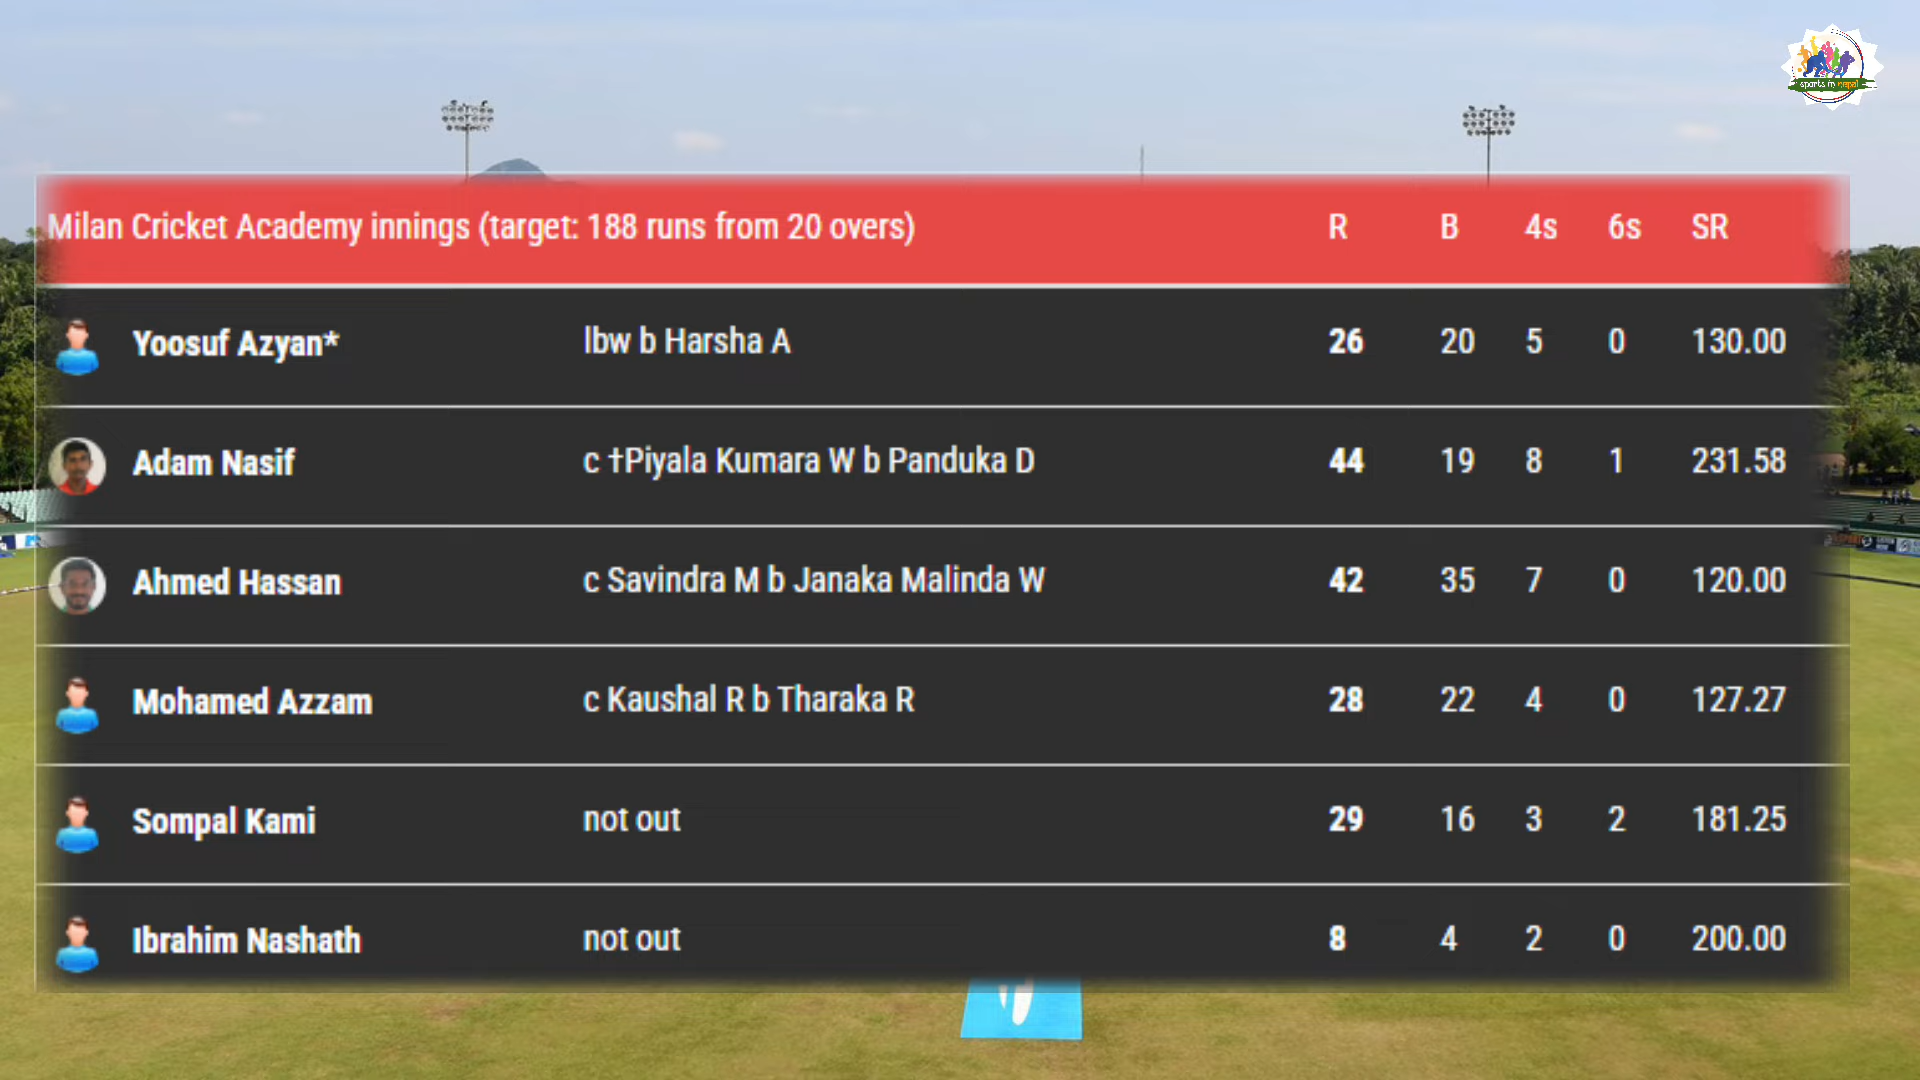 sports in nepal
Milan Cricket Academy innings (target: 188 runs from 20 overs) R B 4s 6s SR
Yoosuf Azyan* lbw b Harsha A 26 20 5 0 130.00
Adam Nasif c †Piyala Kumara W b Panduka D 44 19 8 1 231.58
Ahmed Hassan c Savindra M b Janaka Malinda W 42 35 7 0 120.00
Mohamed Azzam c Kaushal R b Tharaka R 28 22 4 0 127.27
Sompal Kami not out 29 16 3 2 181.25
Ibrahim Nashath not out 8 4 2 0 200.00